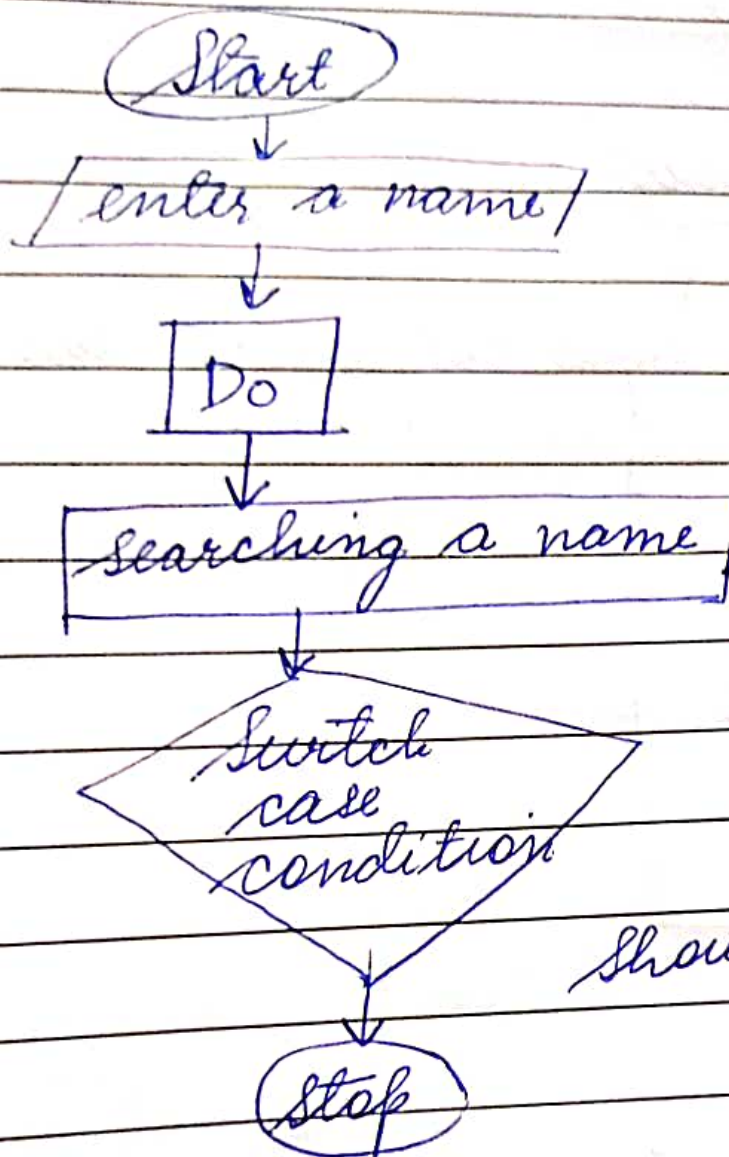 Start
enter a name
Do
searching a name
Switch
case
condition
Stop